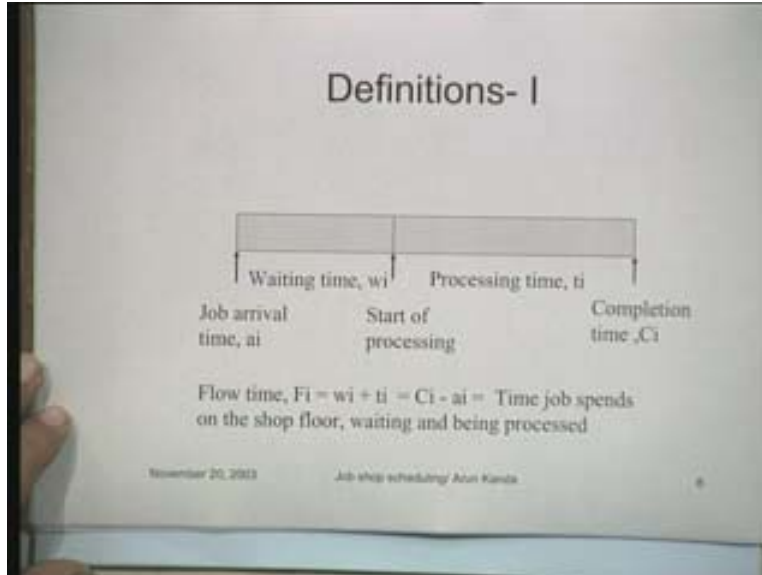 Definitions- I
Waiting time, wi Processing time, ti
Job arrival
time, ai
Start of
processing
Completion
time ,Ci
Flow time, Fi = wi + ti = Ci - ai = Time job spends
on the shop floor, waiting and being processed
November 20, 2003 Job shop scheduling/ Arun Kanda 6